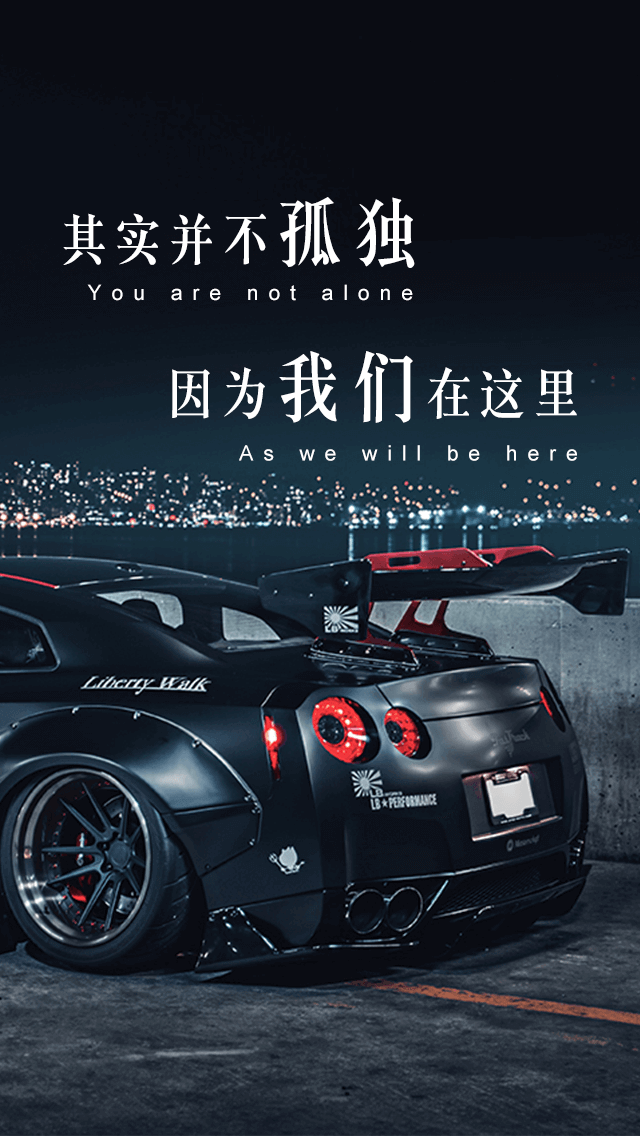 其实并不孤独
You are not alone
因为我们在这里
As we will be here
Liberty Walk
LB
LB★PERFORMANCE